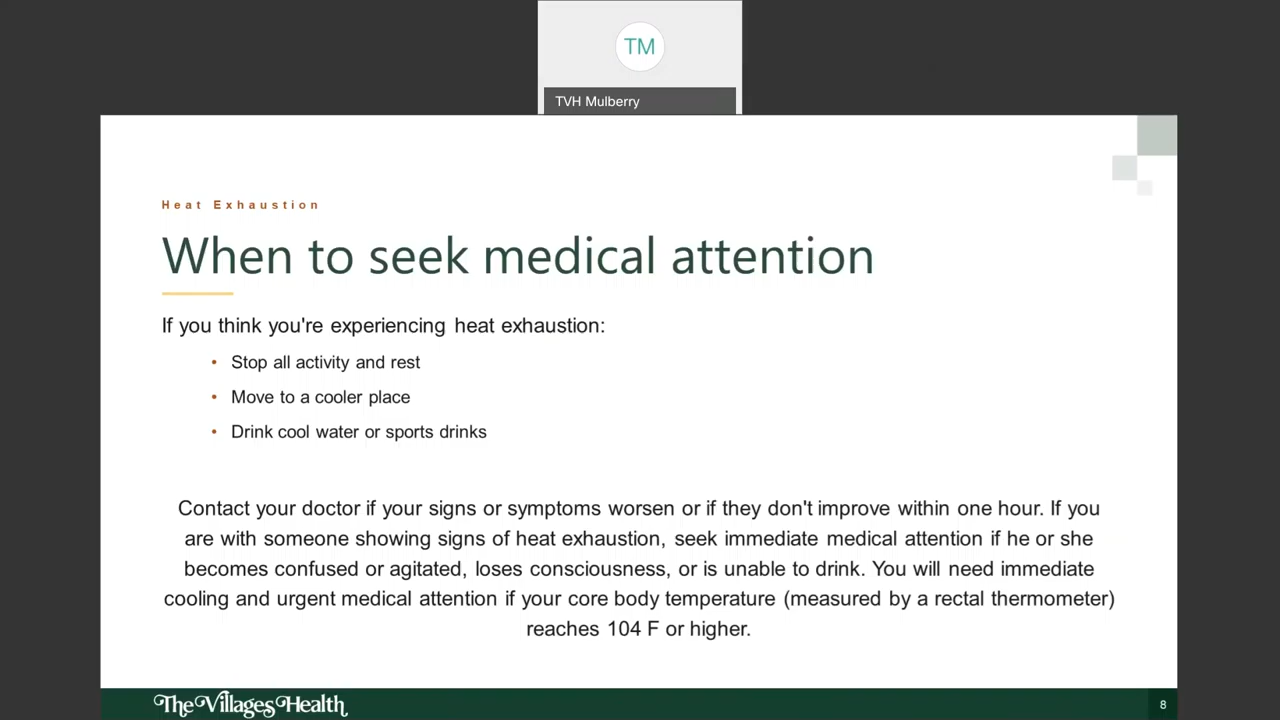 TM
TVH Mulberry
Heat Exhaustion
When to seek medical attention
If you think you're experiencing heat exhaustion:
• Stop all activity and rest
• Move to a cooler place
• Drink cool water or sports drinks
Contact your doctor if your signs or symptoms worsen or if they don't improve within one hour. If you
are with someone showing signs of heat exhaustion, seek immediate medical attention if he or she
becomes confused or agitated, loses consciousness, or is unable to drink. You will need immediate
cooling and urgent medical attention if your core body temperature (measured by a rectal thermometer)
reaches 104 F or higher.
The Villages Health
8